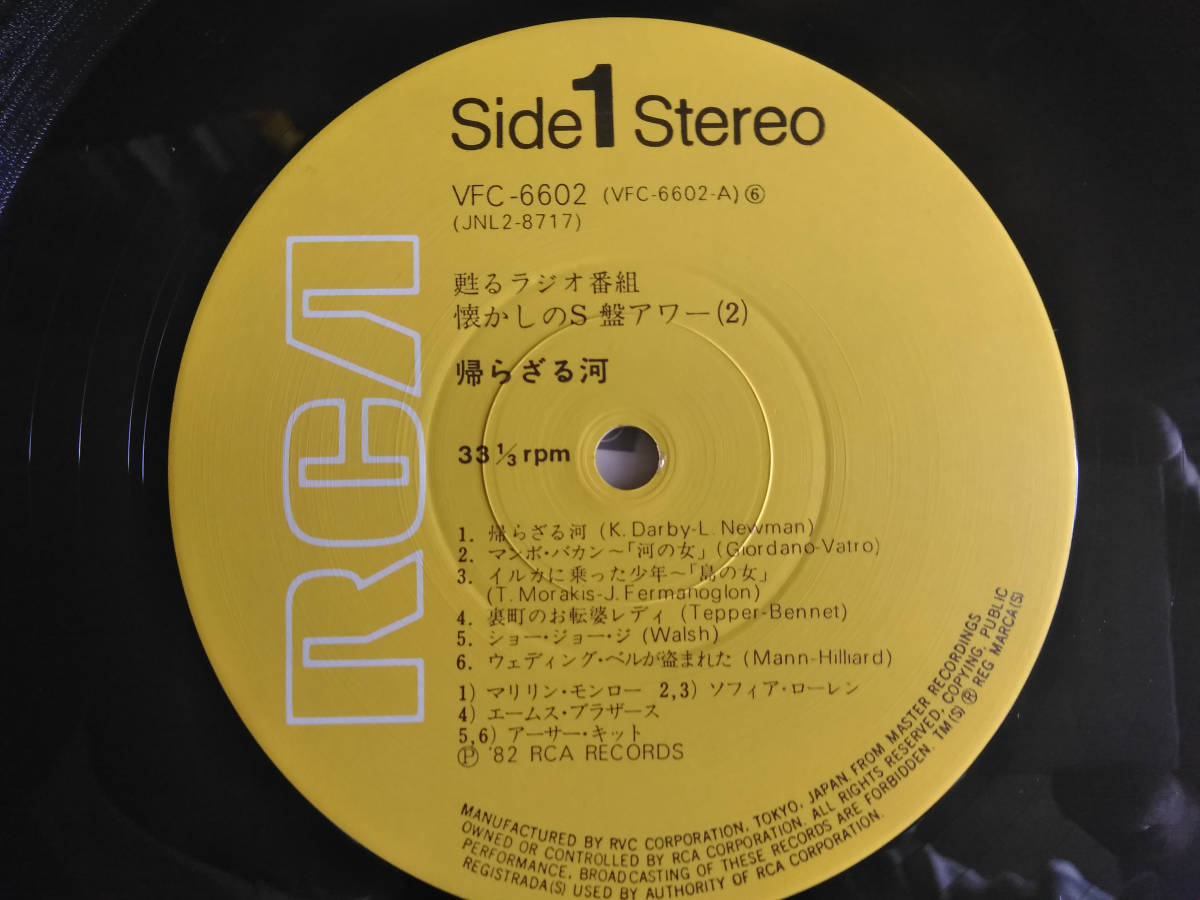 Side 1 Stereo
VFC-6602 (VFC-6602-A) ⑥
(JNL2-8717)
甦るラジオ番組
懐かしのS盤アワー(2)
帰らざる河
33 1/3 rpm
1. 帰らざる河 (K. Darby-L. Newman)
2. マンボ・バカン〜「河の女」 (Giordano-Vatro)
3. イルカに乗った少年〜「島の女」
(T. Morakis-J. Fermanoglon)
4. 裏町のお転婆レディ (Tepper-Bennet)
5. ショー・ジョー・ジ (Walsh)
6. ウェディング・ベルが盗まれた (Mann-Hilliard)
1) マリリン・モンロー 2,3) ソフィア・ローレン
4) エームス・ブラザース
5,6) アーサー・キット
Ⓟ '82 RCA RECORDS
RCA
MANUFACTURED BY RVC CORPORATION, TOKYO, JAPAN, FROM MASTER RECORDINGS
OWNED OR CONTROLLED BY RCA CORPORATION. ALL RIGHTS RESERVED, COPYING, PUBLIC
PERFORMANCE, BROADCASTING OF THESE RECORDS ARE FORBIDDEN. TM(S) ® REG MARCA(S)
REGISTRADA(S) USED BY AUTHORITY OF RCA CORPORATION.